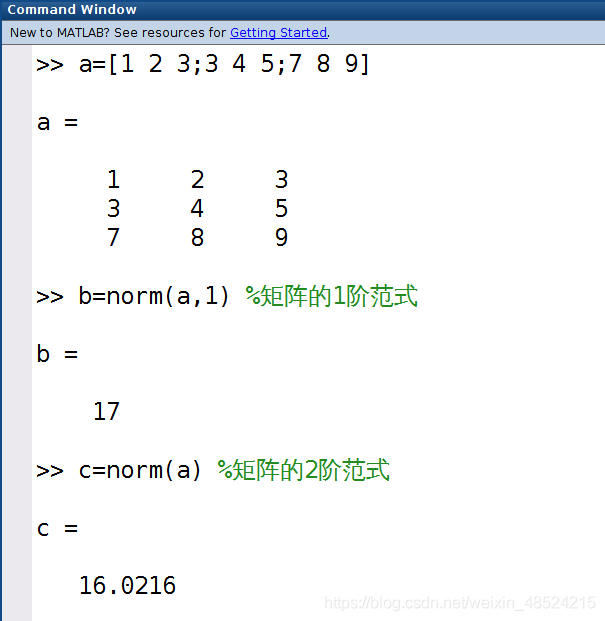 Command Window
New to MATLAB? See resources for Getting Started.
>> a=[1 2 3;3 4 5;7 8 9]
a =
1 2 3
3 4 5
7 8 9
>> b=norm(a,1) %矩阵的1阶范式
b =
17
>> c=norm(a) %矩阵的2阶范式
c =
16.0216
https://blog.csdn.net/weixin_48524215